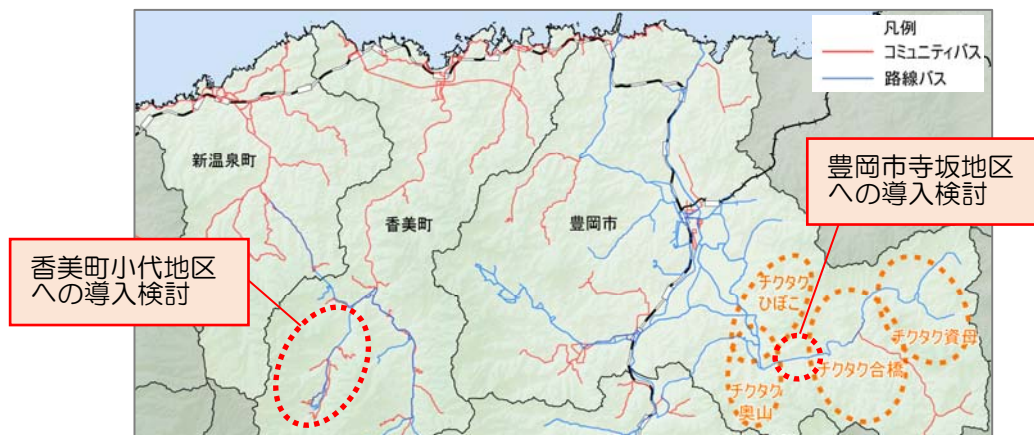 凡例
コミュニティバス
路線バス
新温泉町
香美町
豊岡市
豊岡市寺坂地区
への導入検討
香美町小代地区
への導入検討
チクタク
ひぼこ
チクタク資母
チクタク合橋
チクタク
奥山